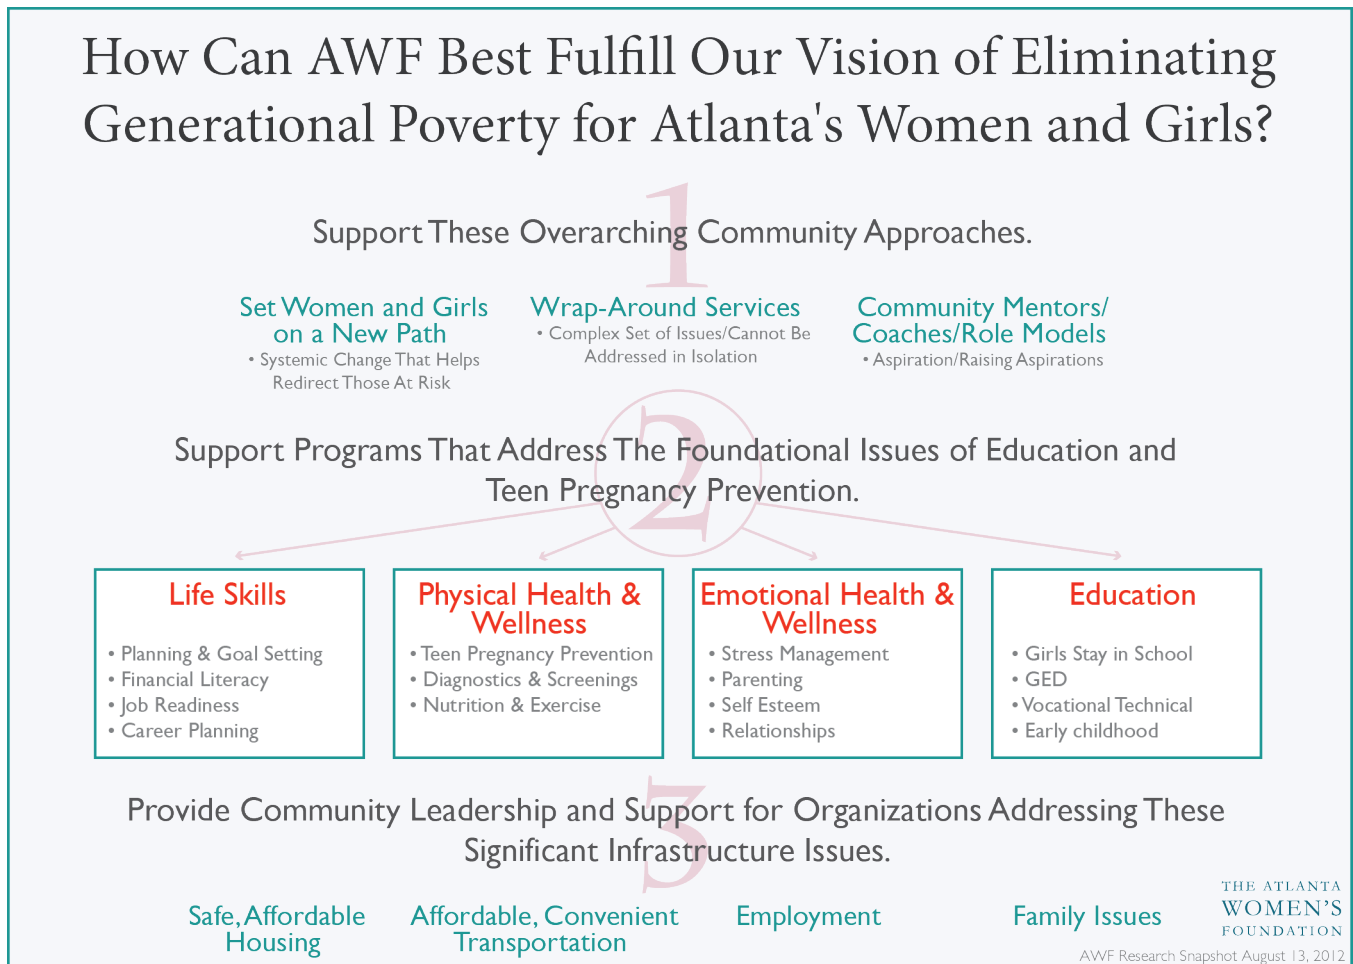 How Can AWF Best Fulfill Our Vision of Eliminating
Generational Poverty for Atlanta's Women and Girls?
1
Support These Overarching Community Approaches.
Set Women and Girls
on a New Path
• Systemic Change That Helps
Redirect Those At Risk
Wrap-Around Services
• Complex Set of Issues/Cannot Be
Addressed in Isolation
Community Mentors/
Coaches/Role Models
• Aspiration/Raising Aspirations
2
Support Programs That Address The Foundational Issues of Education and
Teen Pregnancy Prevention.
Life Skills
• Planning & Goal Setting
• Financial Literacy
• Job Readiness
• Career Planning
Physical Health &
Wellness
• Teen Pregnancy Prevention
• Diagnostics & Screenings
• Nutrition & Exercise
Emotional Health &
Wellness
• Stress Management
• Parenting
• Self Esteem
• Relationships
Education
• Girls Stay in School
• GED
• Vocational Technical
• Early childhood
3
Provide Community Leadership and Support for Organizations Addressing These
Significant Infrastructure Issues.
Safe, Affordable
Housing
Affordable, Convenient
Transportation
Employment
Family Issues
THE ATLANTA
WOMEN'S
FOUNDATION
AWF Research Snapshot August 13, 2012